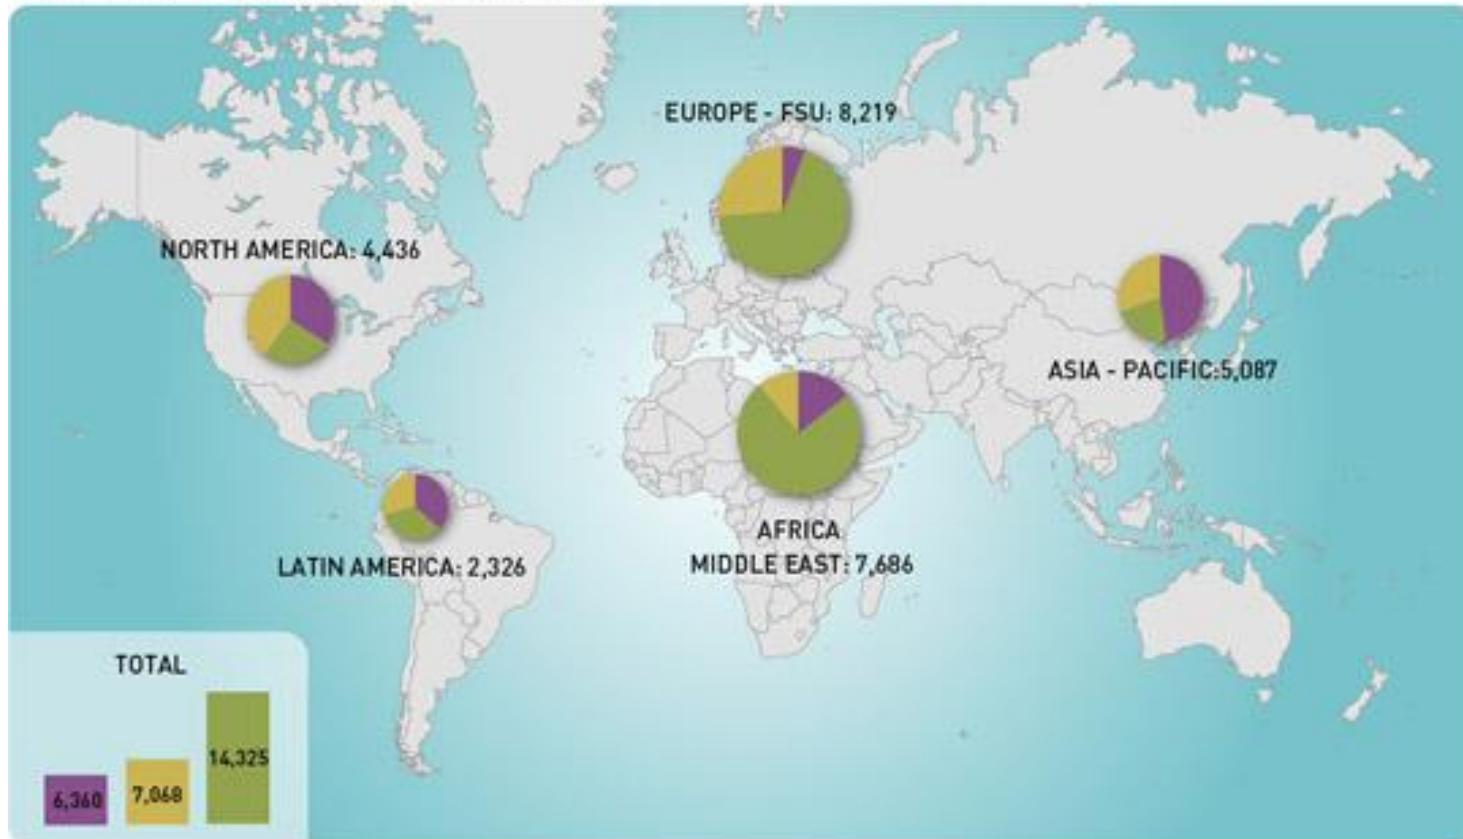 EUROPE - FSU: 8,219
NORTH AMERICA: 4,436
ASIA - PACIFIC:5,087
AFRICA
MIDDLE EAST: 7,686
LATIN AMERICA: 2,326
TOTAL
14,325
6,360
7,068